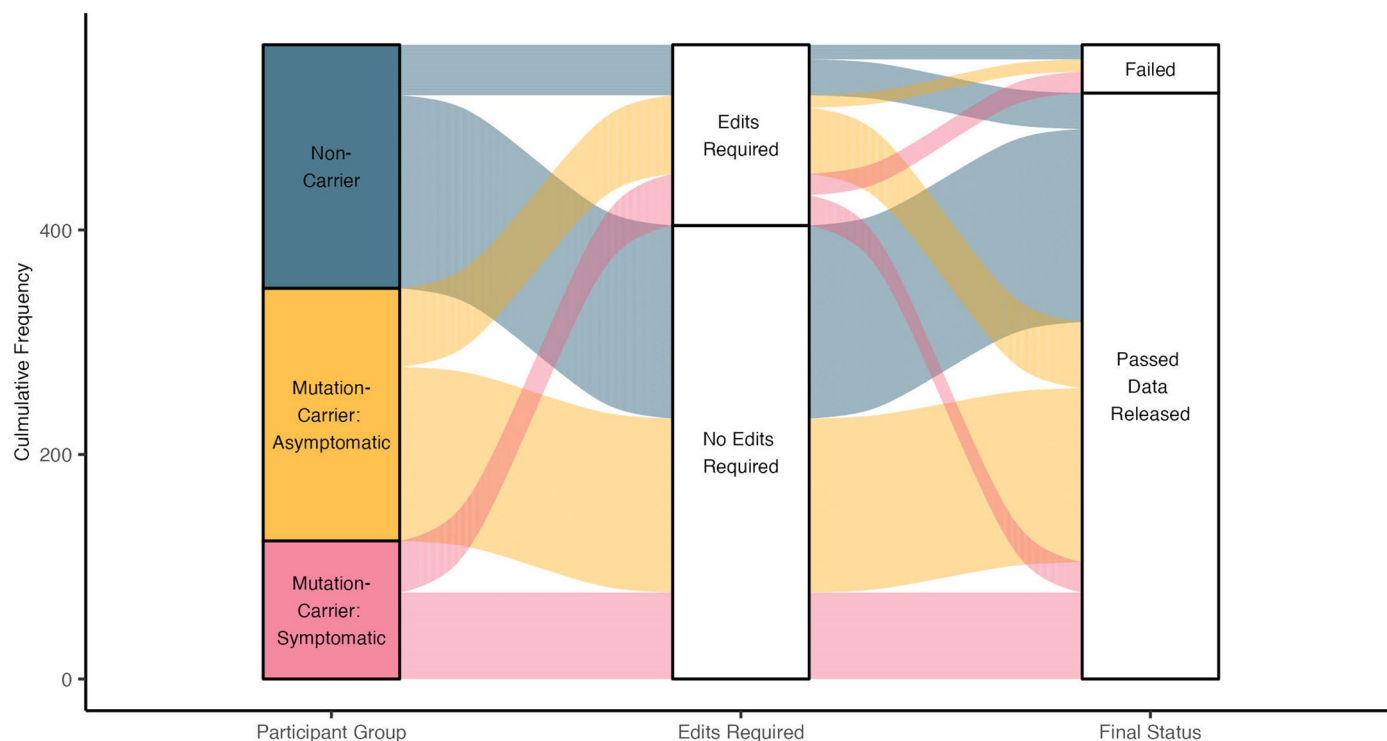 Culmulative Frequency
400
200
0
Non-
Carrier
Mutation-
Carrier:
Asymptomatic
Mutation-
Carrier:
Symptomatic
Edits
Required
No Edits
Required
Failed
Passed
Data
Released
Participant Group
Edits Required
Final Status